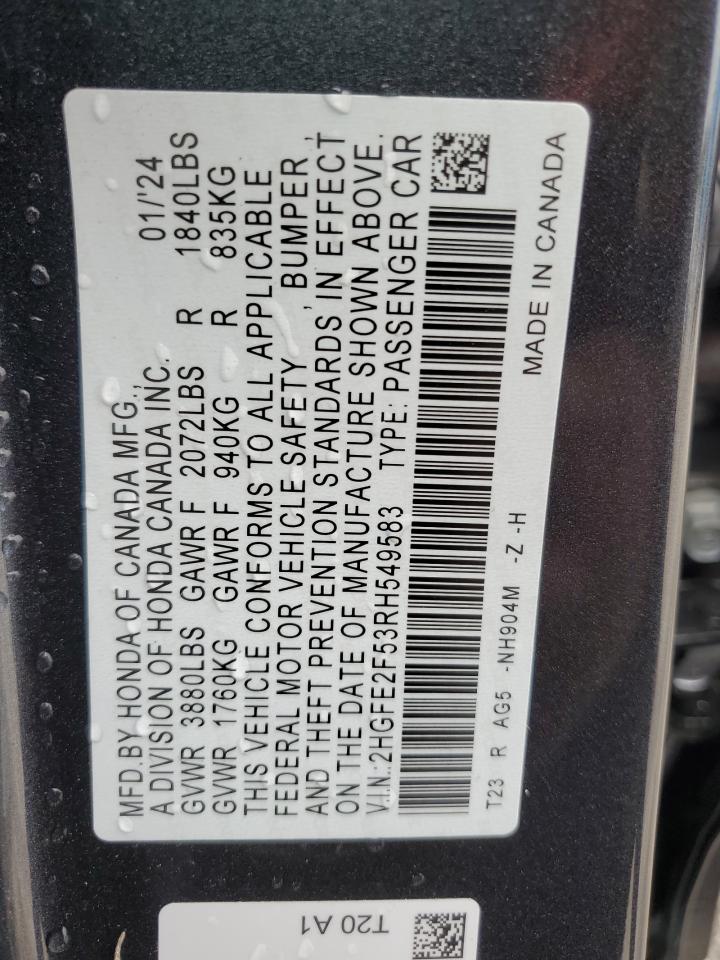 MFD.BY HONDA OF CANADA MFG.,
A DIVISION OF HONDA CANADA INC. 01/'24
GVWR 3880LBS GAWR F 2072LBS R 1840LBS
GVWR 1760KG GAWR F 940KG R 835KG
THIS VEHICLE CONFORMS TO ALL APPLICABLE
FEDERAL MOTOR VEHICLE SAFETY, BUMPER,
AND THEFT PREVENTION STANDARDS IN EFFECT
ON THE DATE OF MANUFACTURE SHOWN ABOVE.
V.I.N.:2HGFE2F53RH549583 TYPE: PASSENGER CAR
T23 R AG5 -NH904M -Z -H
MADE IN CANADA
T20 A1